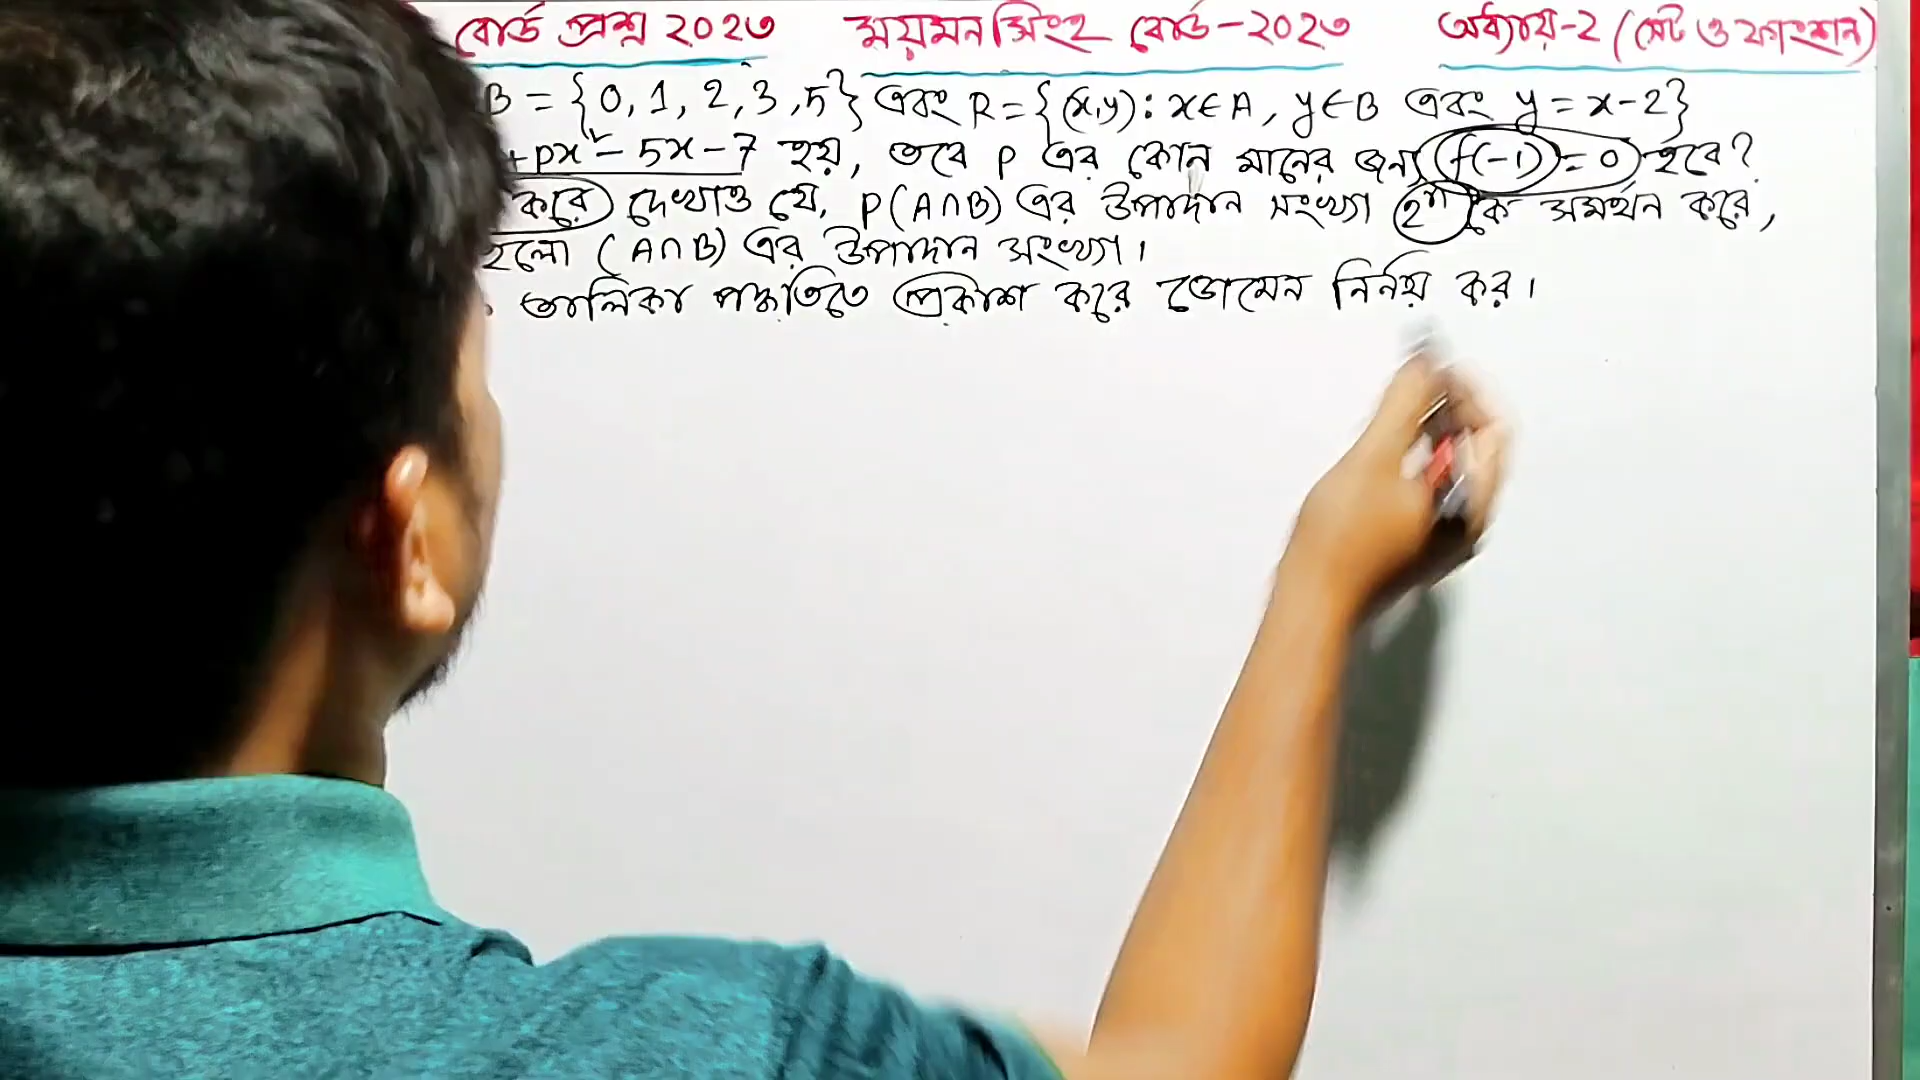 বোর্ড প্রশ্ন ২০২৩ ময়মনসিংহ বোর্ড-২০২৩ অধ্যায়-2 (সেট ও ফাংশন)
B = {0, 1, 2, 3, 5} এবং R = {(x,y) : x∈A, y∈B এবং y = x-2}
+px² - 5x - 7 হয়, তবে p এর কোন মানের জন্য f(-1) = 0 হবে?
করে দেখাও যে, P(A∩B) এর উপাদান সংখ্যা 2ⁿ কে সমর্থন করে,
হলো (A∩B) এর উপাদান সংখ্যা।
তালিকা পদ্ধতিতে প্রকাশ করে ডোমেন নির্ণয় কর।